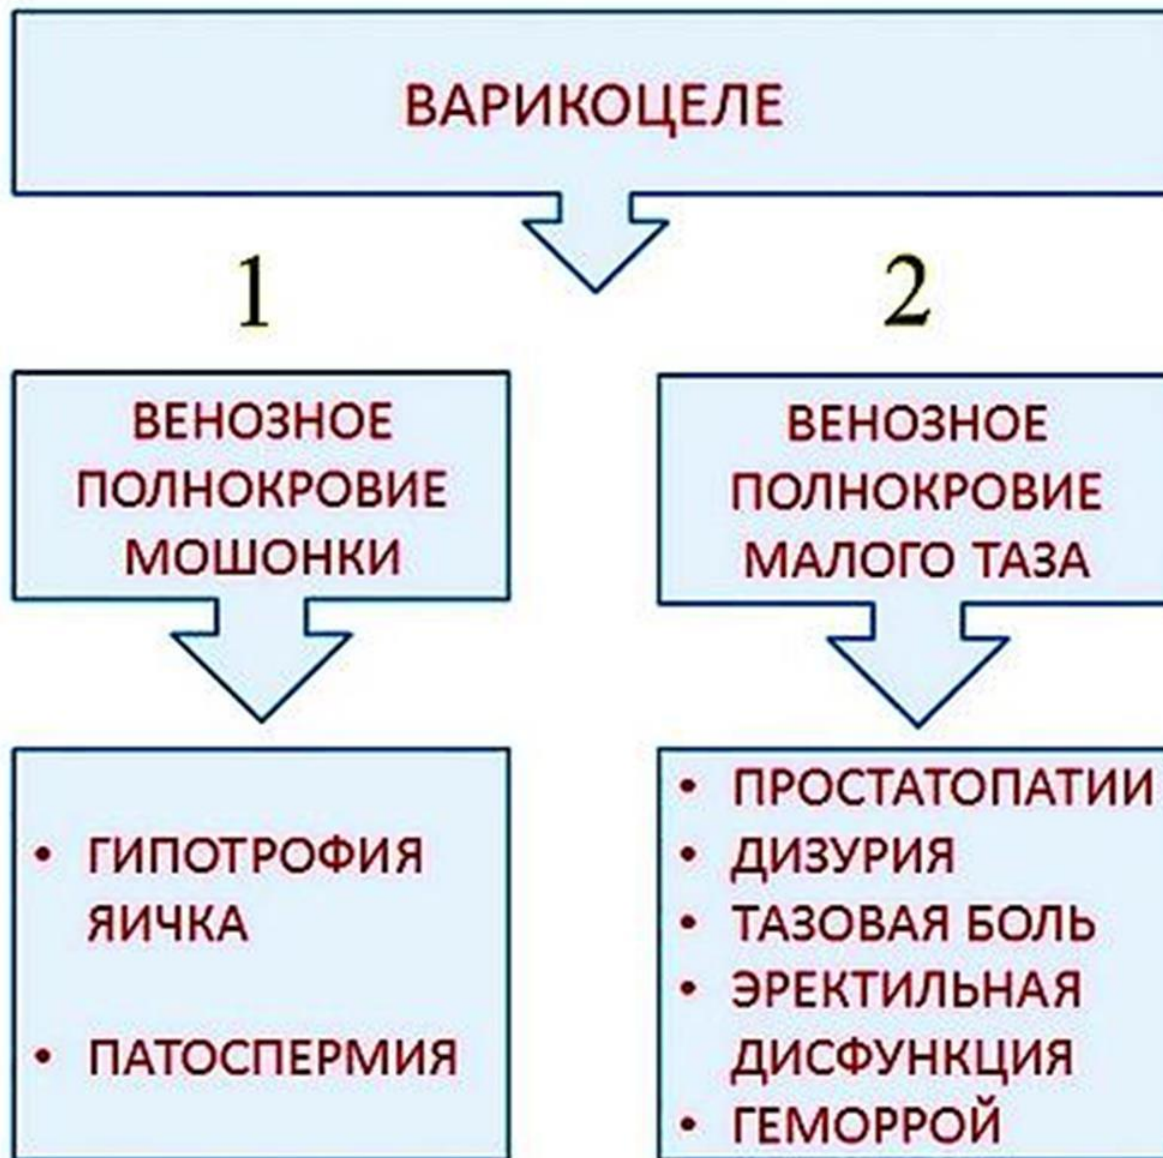 ВАРИКОЦЕЛЕ
1
2
ВЕНОЗНОЕ
ПОЛНОКРОВИЕ
МОШОНКИ
ВЕНОЗНОЕ
ПОЛНОКРОВИЕ
МАЛОГО ТАЗА
• ГИПОТРОФИЯ
ЯИЧКА
• ПАТОСПЕРМИЯ
• ПРОСТАТОПАТИИ
• ДИЗУРИЯ
• ТАЗОВАЯ БОЛЬ
• ЭРЕКТИЛЬНАЯ
ДИСФУНКЦИЯ
• ГЕМОРРОЙ